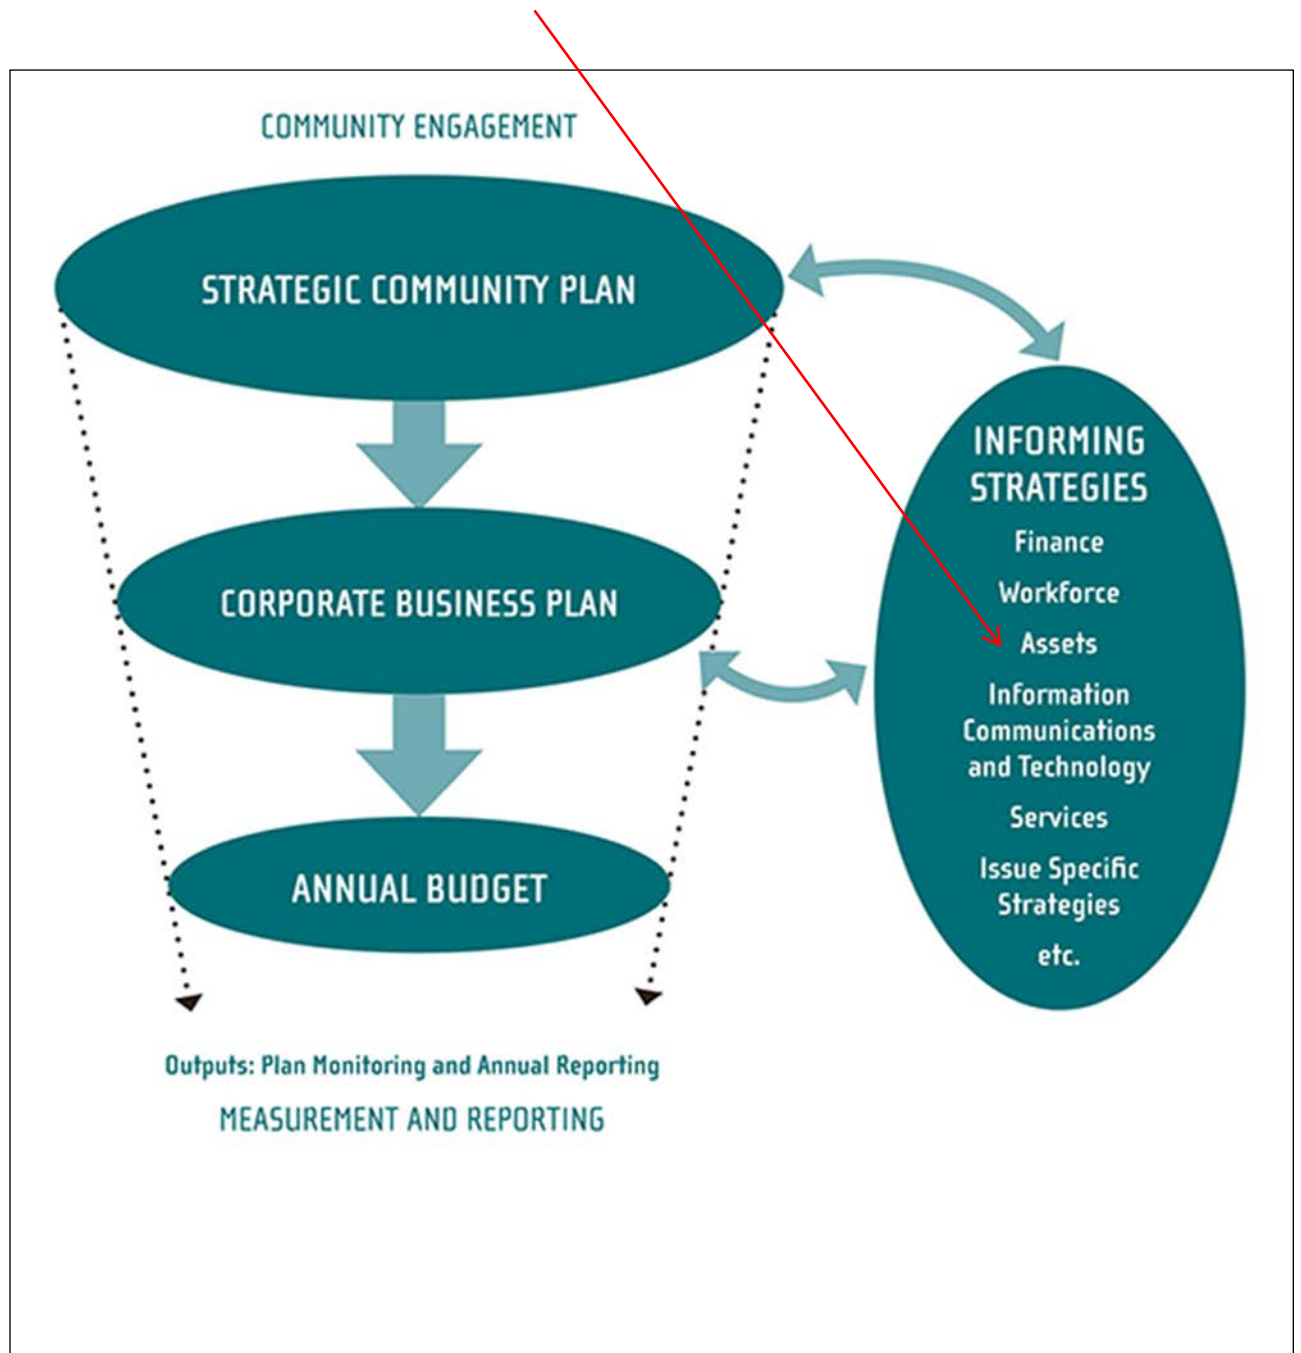 COMMUNITY ENGAGEMENT
STRATEGIC COMMUNITY PLAN
CORPORATE BUSINESS PLAN
ANNUAL BUDGET
Outputs: Plan Monitoring and Annual Reporting
MEASUREMENT AND REPORTING
INFORMING
STRATEGIES
Finance
Workforce
Assets
Information
Communications
and Technology
Services
Issue Specific
Strategies
etc.